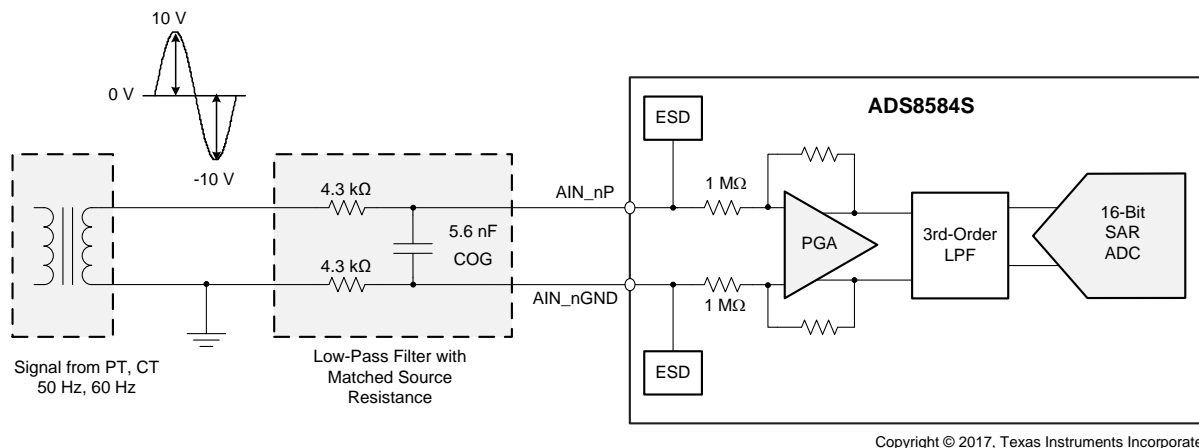 10 V
0 V
-10 V
Signal from PT, CT
50 Hz, 60 Hz
4.3 kΩ
5.6 nF
COG
4.3 kΩ
Low-Pass Filter with
Matched Source
Resistance
AIN_nP
AIN_nGND
ADS8584S
ESD
1 MΩ
PGA
1 MΩ
ESD
3rd-Order
LPF
16-Bit
SAR
ADC
Copyright © 2017, Texas Instruments Incorporate